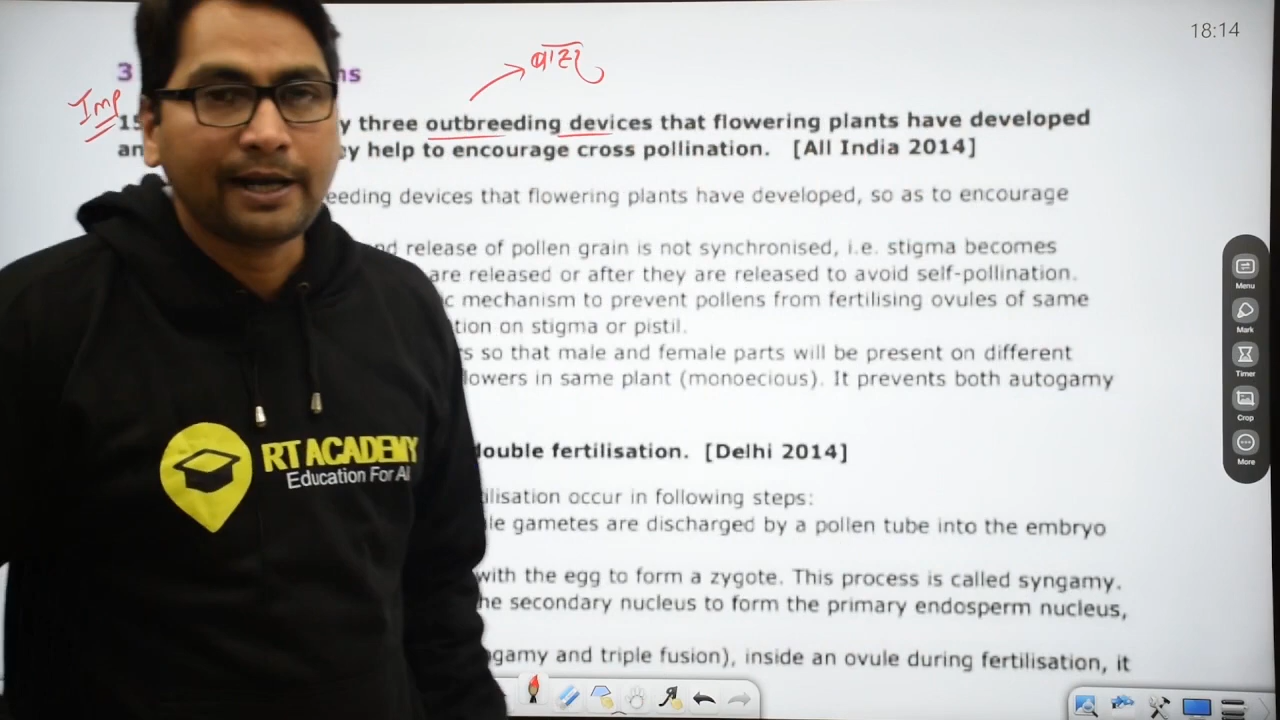 18:14
बाहर
3 ns
Imp
15 y three outbreeding devices that flowering plants have developed
an ey help to encourage cross pollination. [All India 2014]
eeding devices that flowering plants have developed, so as to encourage
nd release of pollen grain is not synchronised, i.e. stigma becomes
are released or after they are released to avoid self-pollination.
c mechanism to prevent pollens from fertilising ovules of same
tion on stigma or pistil.
s so that male and female parts will be present on different
lowers in same plant (monoecious). It prevents both autogamy
double fertilisation. [Delhi 2014]
ilisation occur in following steps:
le gametes are discharged by a pollen tube into the embryo
with the egg to form a zygote. This process is called syngamy.
he secondary nucleus to form the primary endosperm nucleus,
ngamy and triple fusion), inside an ovule during fertilisation, it
RT ACADEMY
Education For All
Menu
Mark
Timer
Crop
More